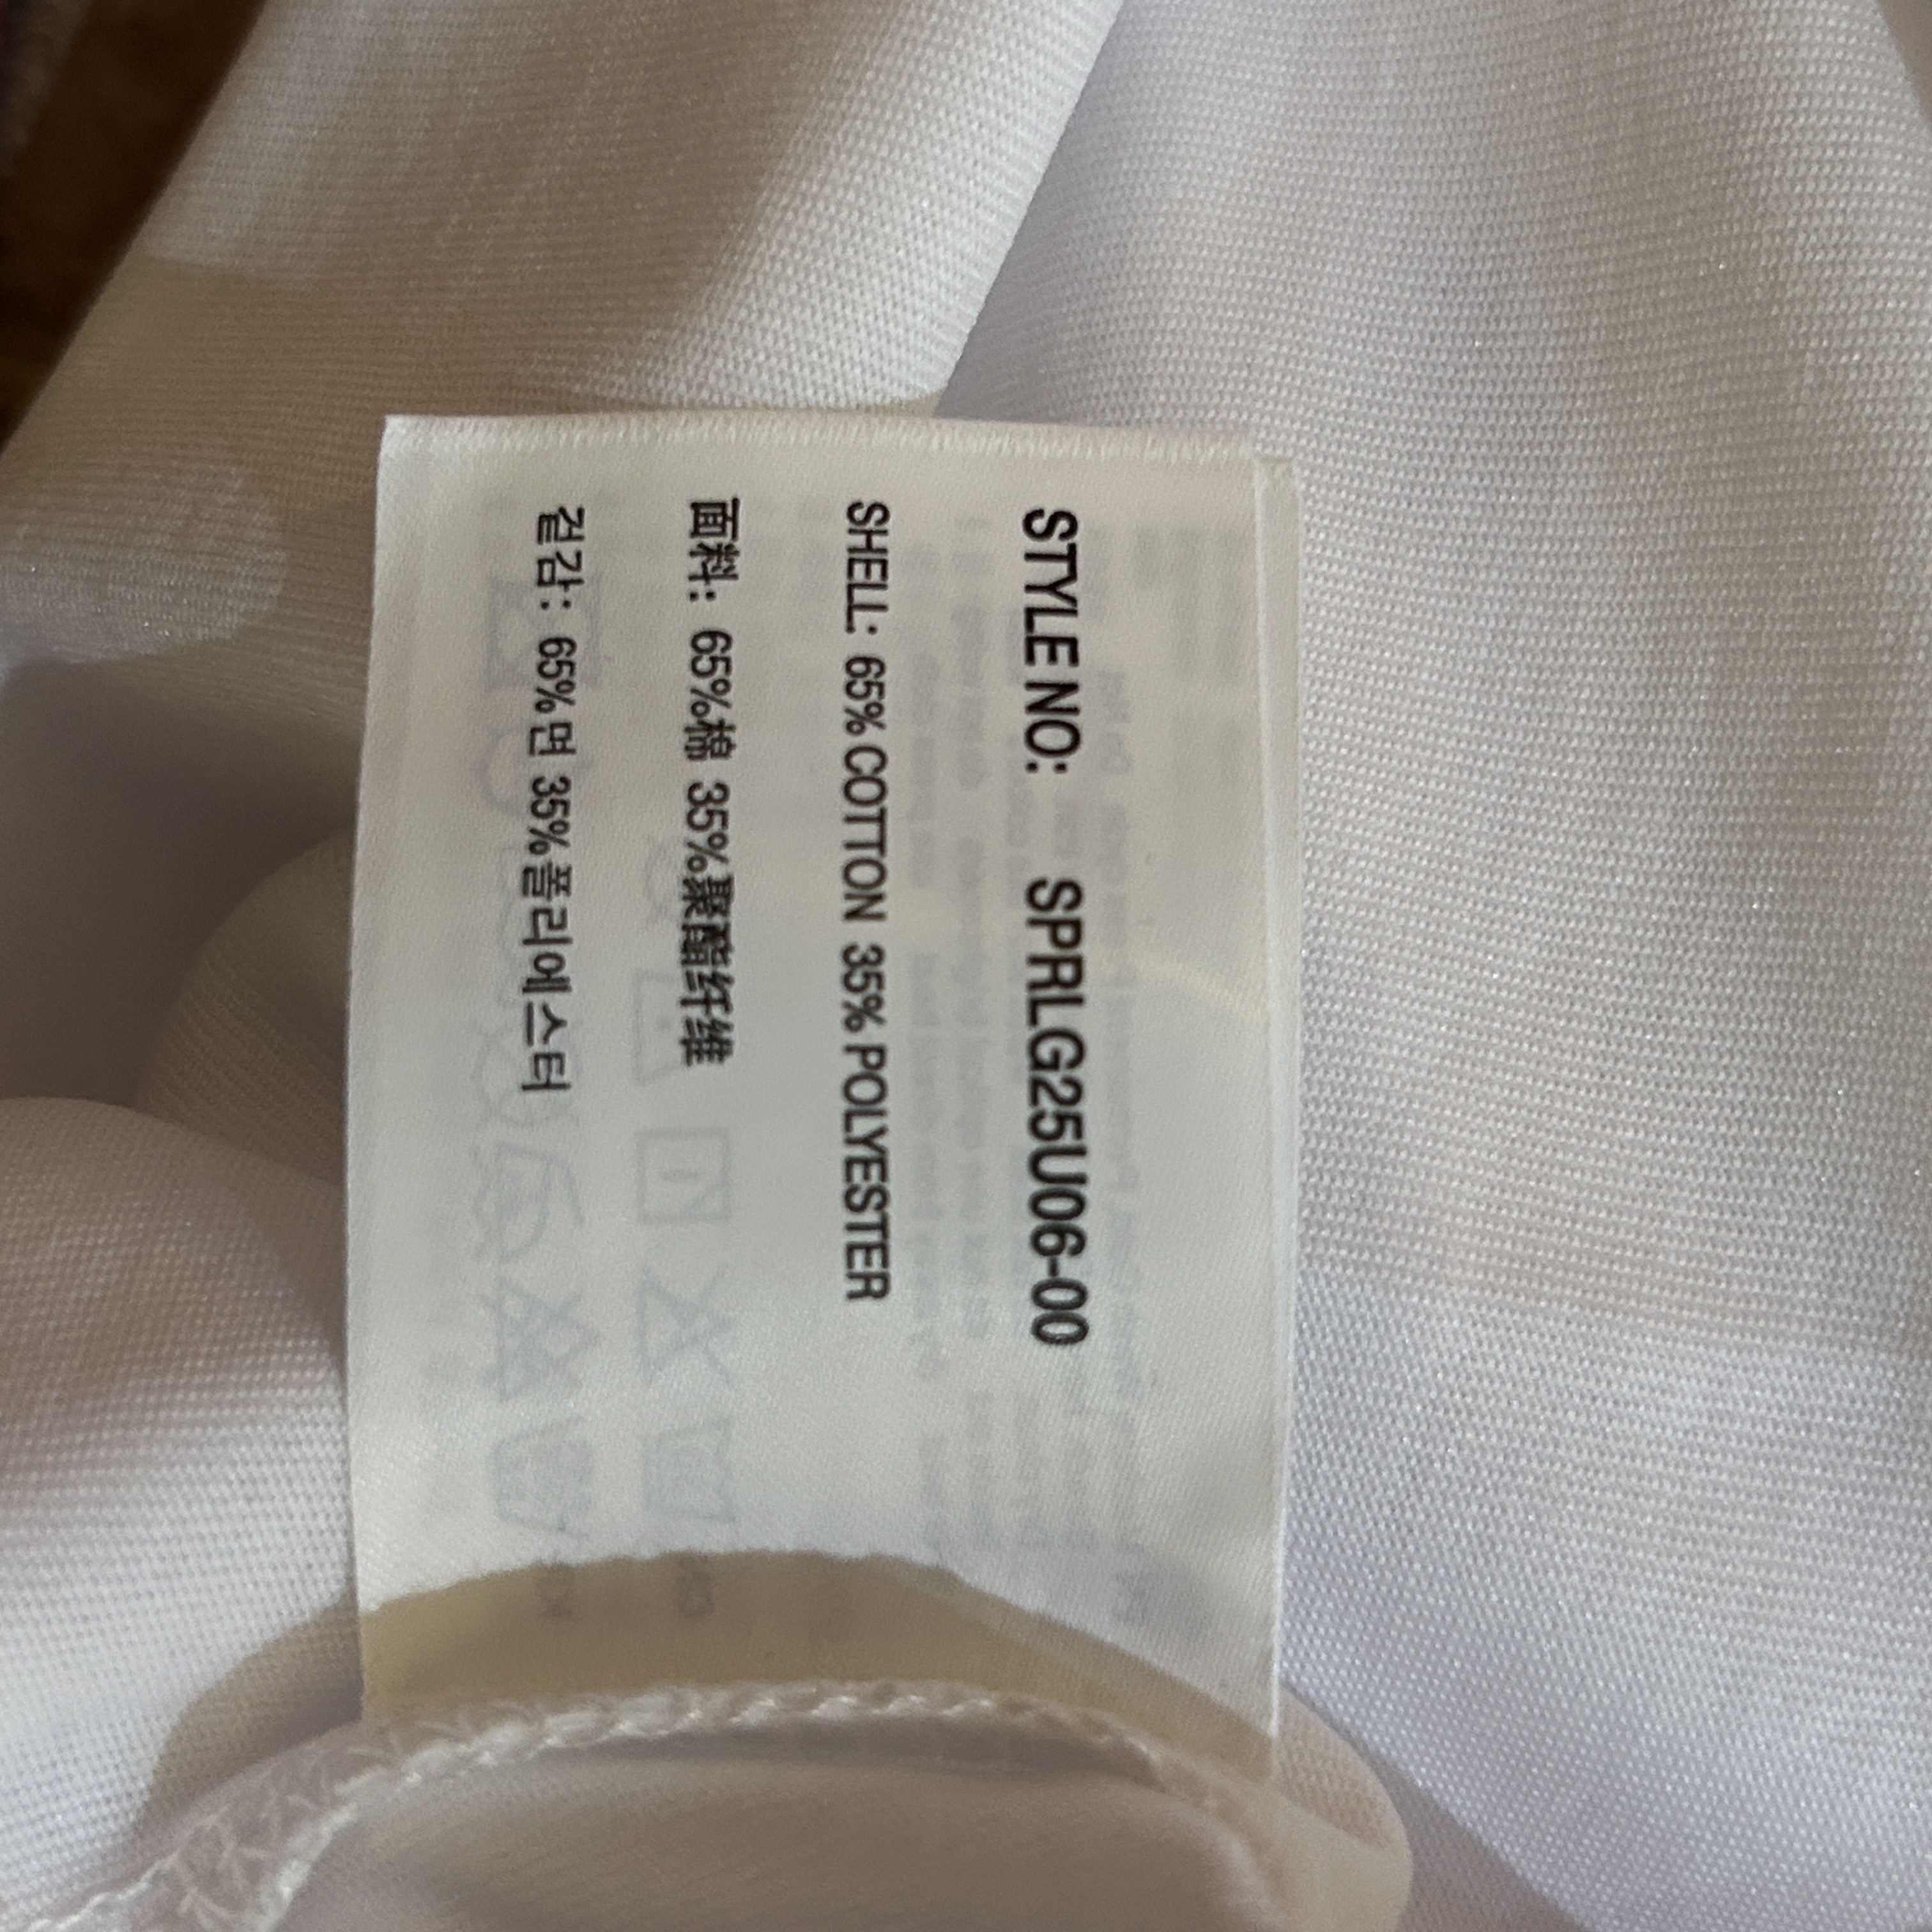 STYLE NO: SPRLG25U06-00
SHELL: 65% COTTON 35% POLYESTER
面料: 65%棉 35%聚酯纤维
겉감: 65%면 35%폴리에스터